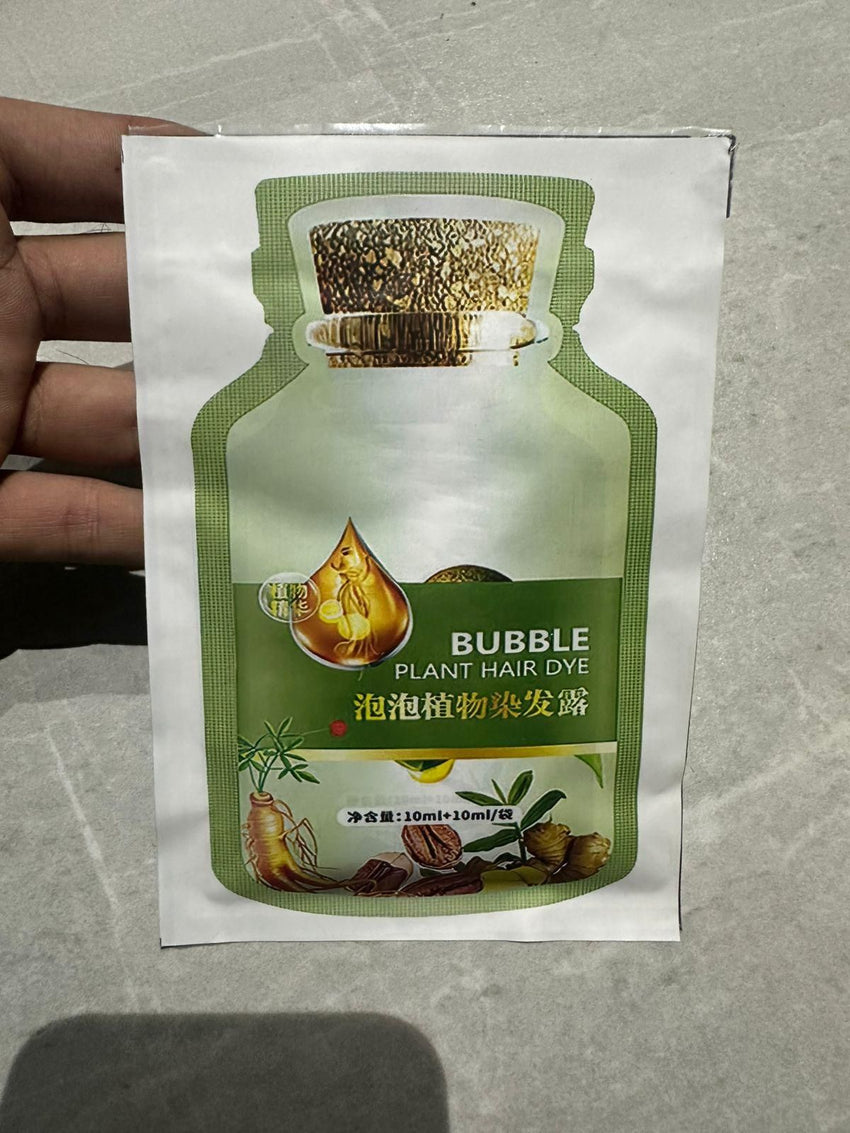 植物
精华
BUBBLE
PLANT HAIR DYE
泡泡植物染发露
净含量:10ml+10ml/袋